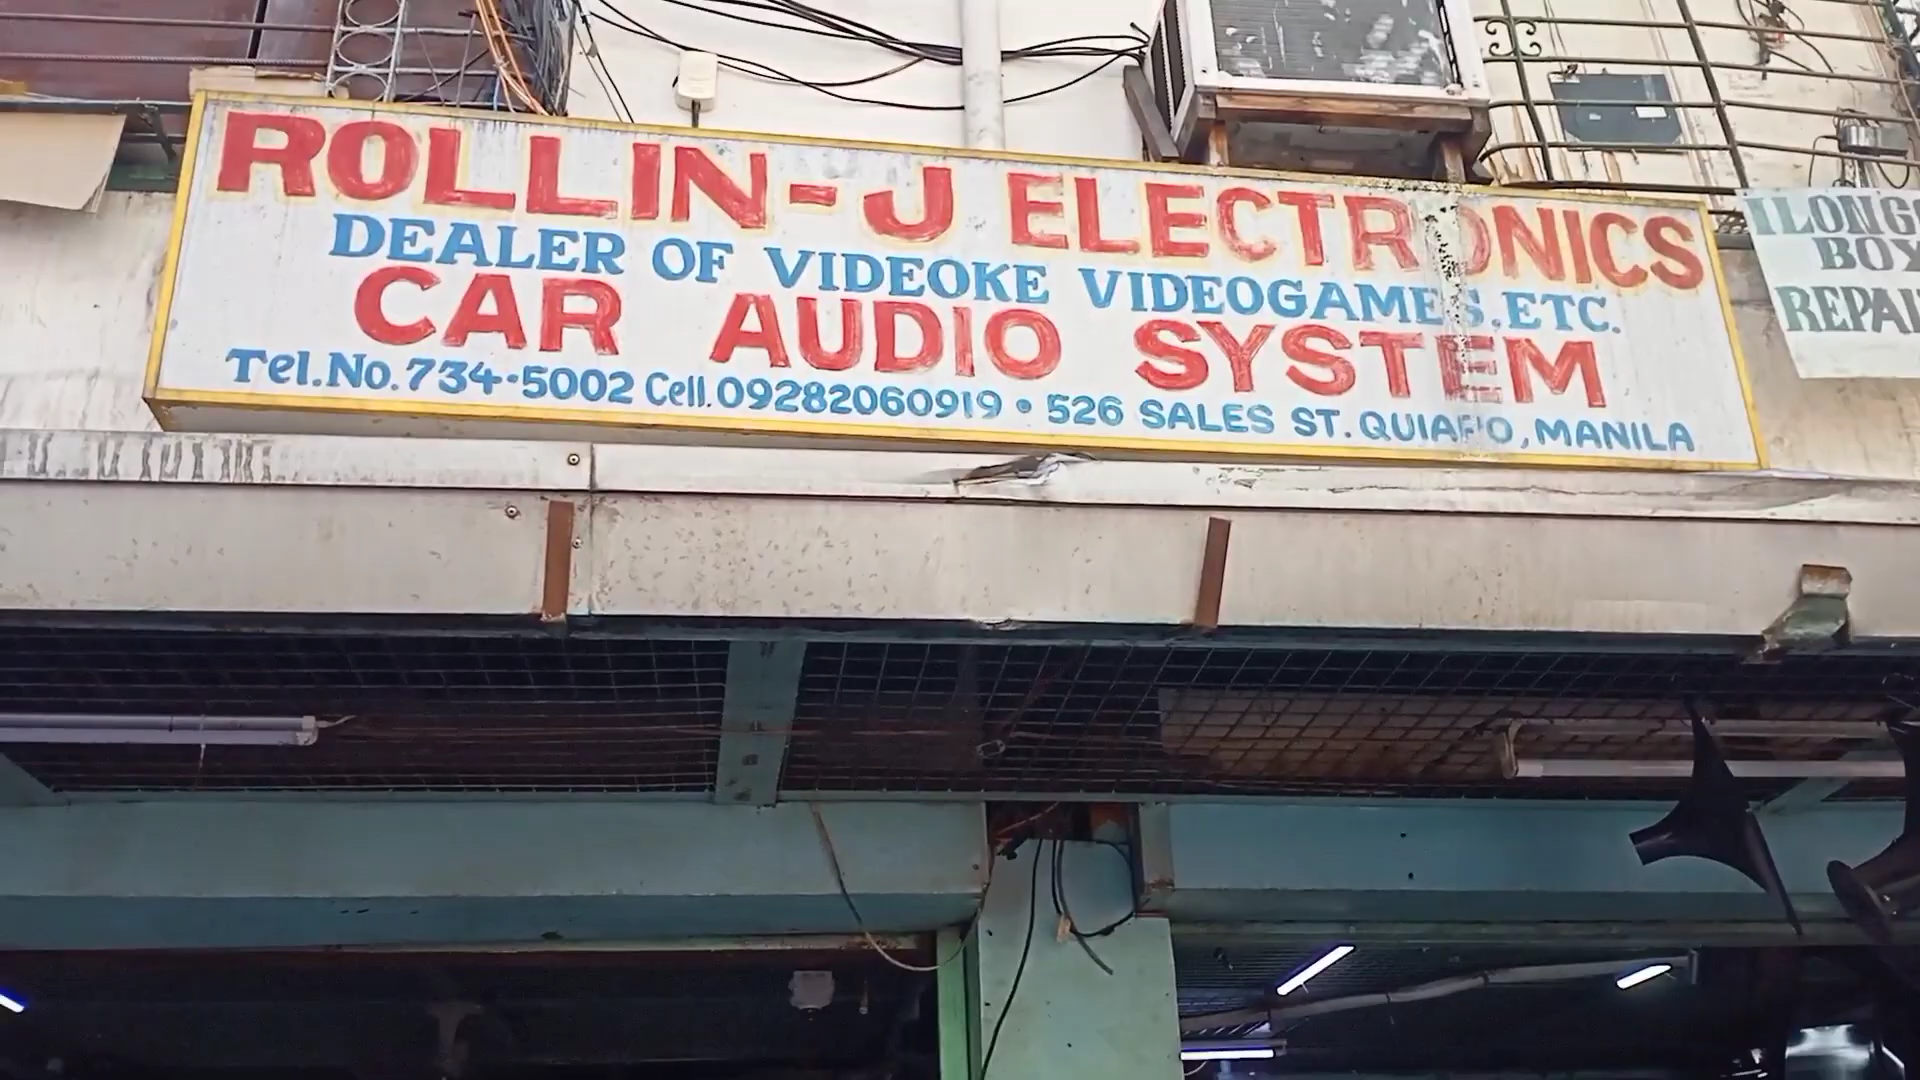 ROLLIN-J ELECTRONICS
DEALER OF VIDEOKE VIDEOGAMES, ETC.
CAR AUDIO SYSTEM
Tel.No.734-5002 Cell.09282060919 • 526 SALES ST. QUIAPO, MANILA
ILONGO
BOX
REPAI